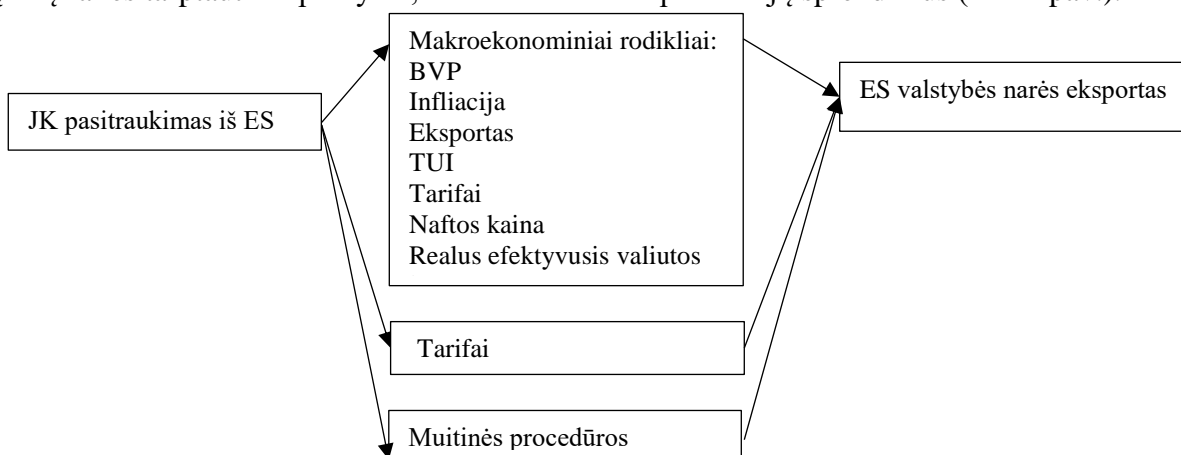 JK pasitraukimas iš ES
Makroekonominiai rodikliai:
BVP
Infliacija
Eksportas
TUI
Tarifai
Naftos kaina
Realus efektyvusis valiutos
Tarifai
Muitinės procedūros
ES valstybės narės eksportas